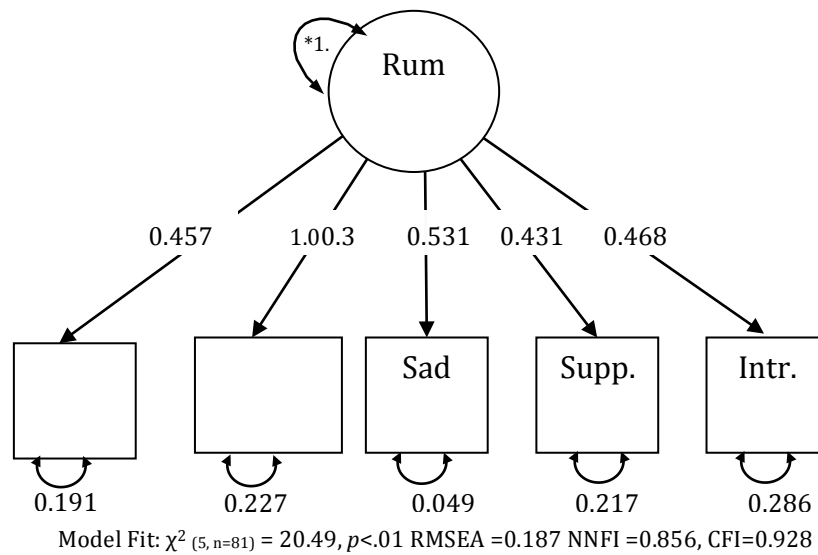 *1.
Rum
0.457 1.00.3 0.531 0.431 0.468
Sad Supp. Intr.
0.191 0.227 0.049 0.217 0.286
Model Fit: χ² (5, n=81) = 20.49, p<.01 RMSEA =0.187 NNFI =0.856, CFI=0.928